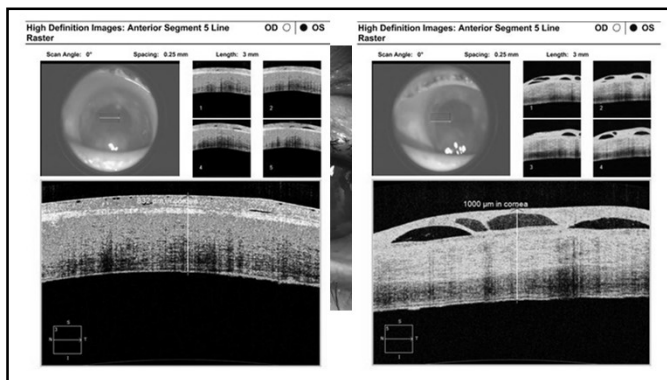 High Definition Images: Anterior Segment 5 Line Raster
OD ○ ● OS
Scan Angle: 0° Spacing: 0.25 mm Length: 3 mm
1
2
4
5
S
N T
I
High Definition Images: Anterior Segment 5 Line Raster
OD ○ ● OS
Scan Angle: 0° Spacing: 0.25 mm Length: 3 mm
1
2
3
4
1000 µm in cornea
S
N T
I